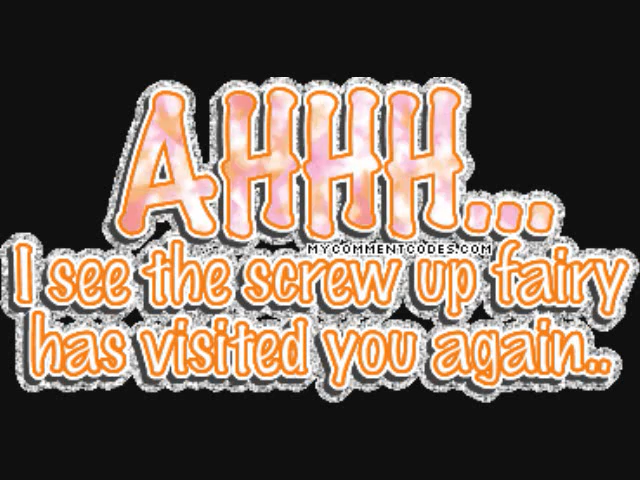 AHHH...
MYCOMMENTCODES.COM
I see the screw up fairy
has visited you again..